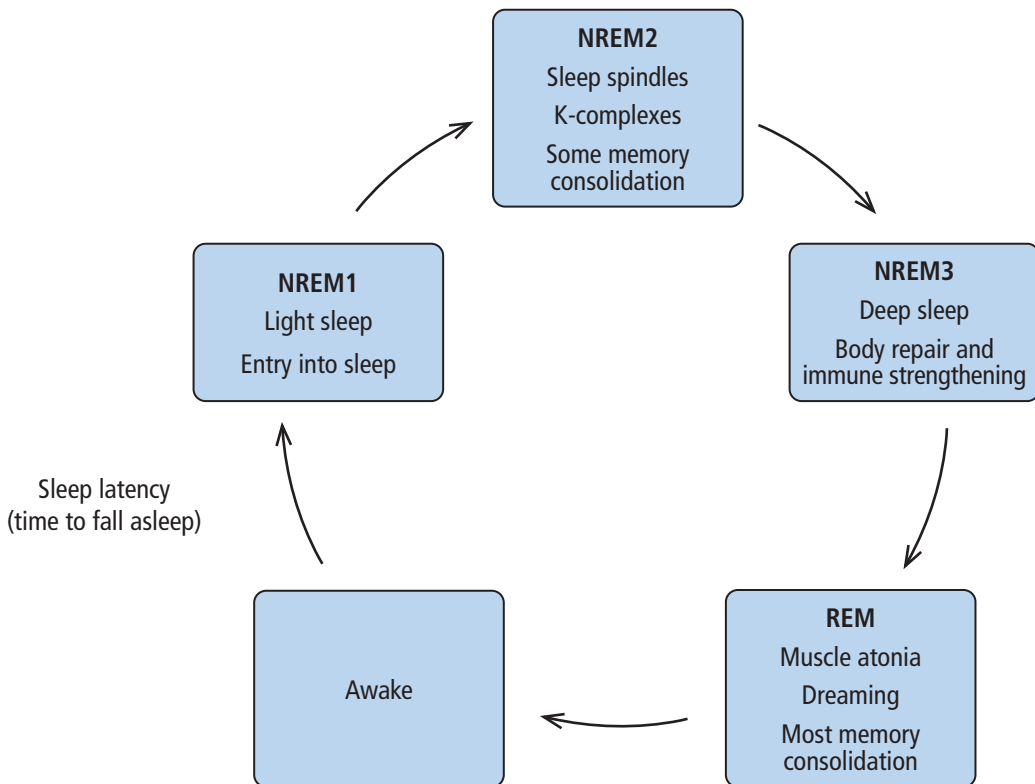 NREM2
Sleep spindles
K-complexes
Some memory
consolidation
NREM1
Light sleep
Entry into sleep
NREM3
Deep sleep
Body repair and
immune strengthening
Sleep latency
(time to fall asleep)
Awake
REM
Muscle atonia
Dreaming
Most memory
consolidation